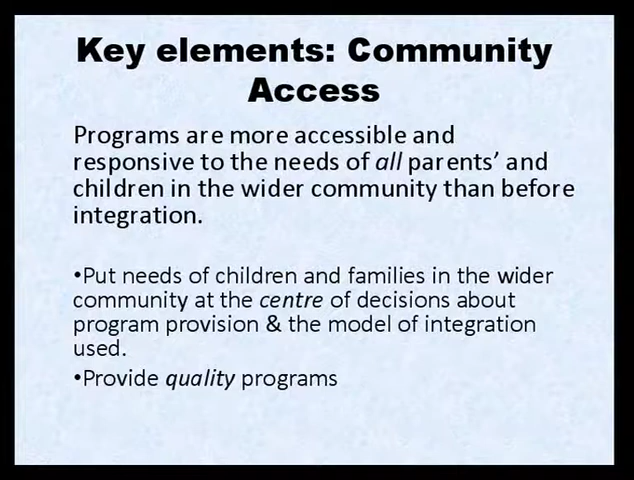 Key elements: Community
Access
Programs are more accessible and
responsive to the needs of all parents’ and
children in the wider community than before
integration.
•Put needs of children and families in the wider
community at the centre of decisions about
program provision & the model of integration
used.
•Provide quality programs